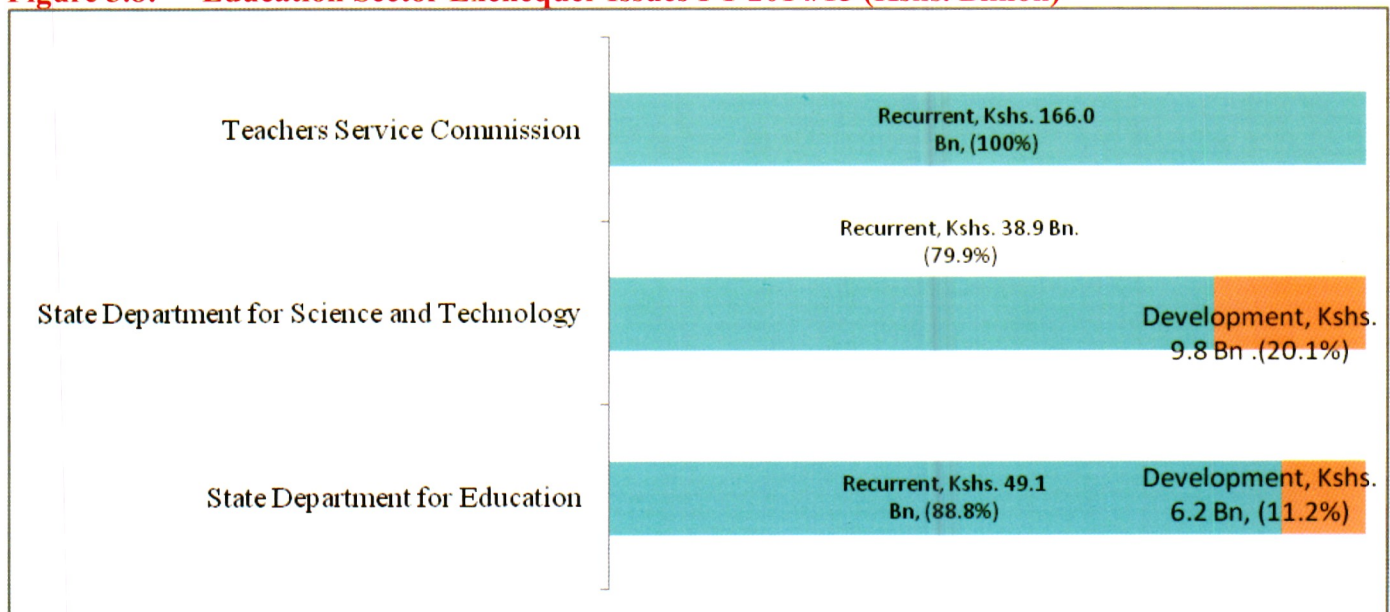 Teachers Service Commission
Recurrent, Kshs. 166.0
Bn, (100%)
Recurrent, Kshs. 38.9 Bn.
(79.9%)
State Department for Science and Technology
Development, Kshs.
9.8 Bn .(20.1%)
State Department for Education
Recurrent, Kshs. 49.1
Bn, (88.8%)
Development, Kshs.
6.2 Bn, (11.2%)